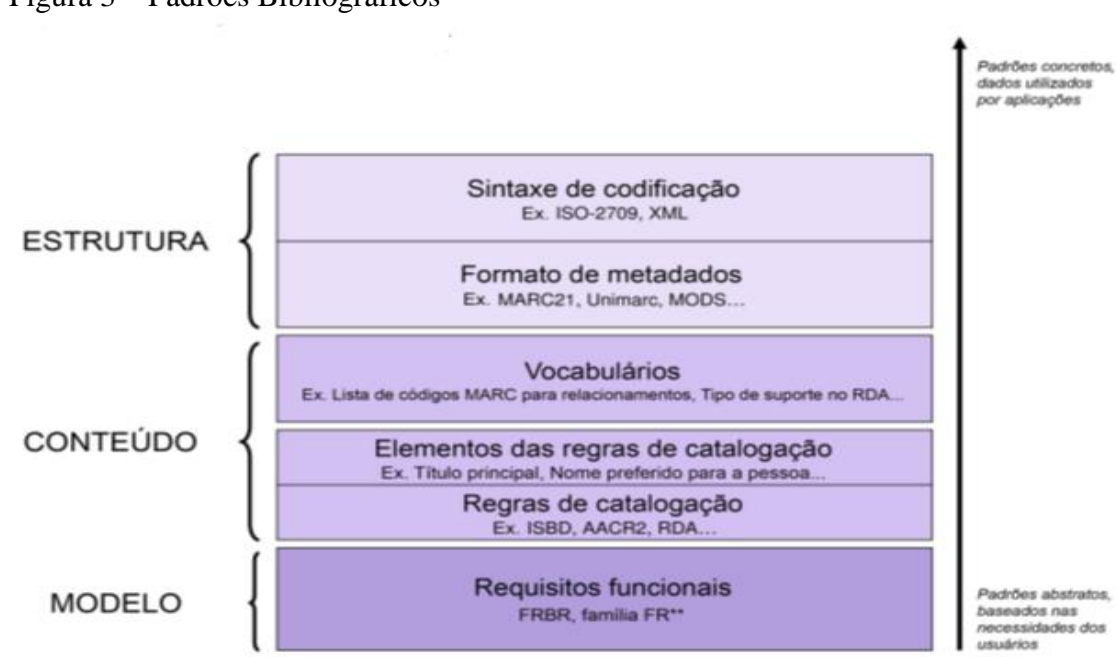 Figura 3 – Padrões Bibliográficos
Padrões concretos,
dados utilizados
por aplicações
ESTRUTURA
Sintaxe de codificação
Ex. ISO-2709, XML
Formato de metadados
Ex. MARC21, Unimarc, MODS...
CONTEÚDO
Vocabulários
Ex. Lista de códigos MARC para relacionamentos, Tipo de suporte no RDA...
Elementos das regras de catalogação
Ex. Título principal, Nome preferido para a pessoa...
Regras de catalogação
Ex. ISBD, AACR2, RDA...
MODELO
Requisitos funcionais
FRBR, família FR**
Padrões abstratos,
baseados nas
necessidades dos
usuários